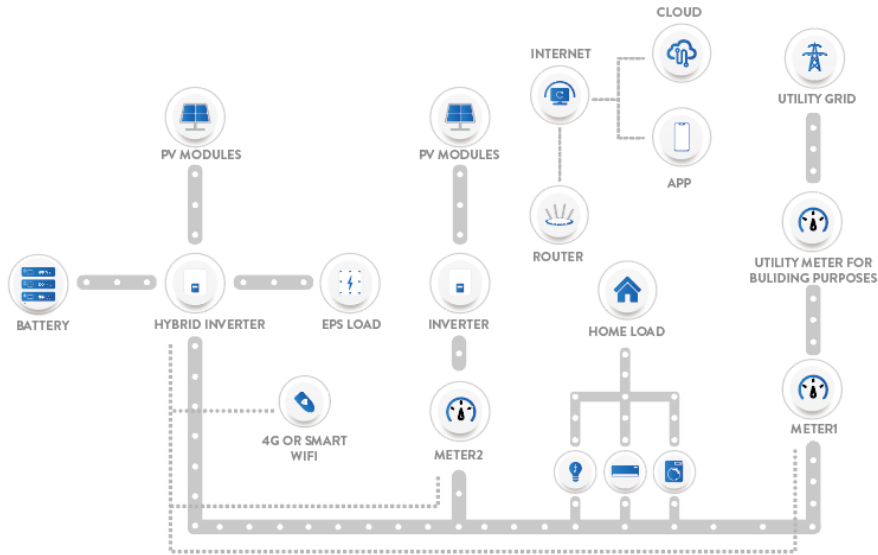 CLOUD
INTERNET
UTILITY GRID
PV MODULES
PV MODULES
APP
ROUTER
UTILITY METER FOR
BULIDING PURPOSES
BATTERY
HYBRID INVERTER
EPS LOAD
INVERTER
HOME LOAD
4G OR SMART
WIFI
METER2
METER1